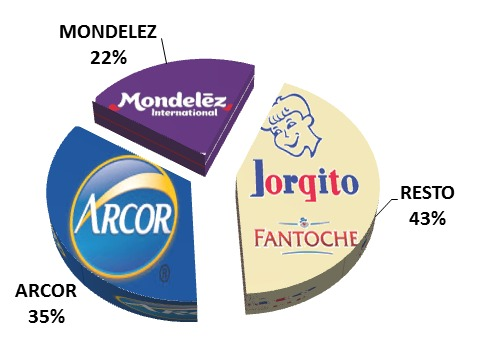 MONDELEZ
22%
Mondelēz
International
Jorgito
FANTOCHE
RESTO
43%
ARCOR
®
ARCOR
35%